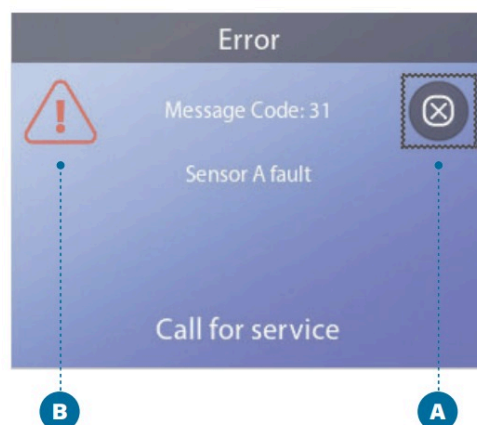 Error
Message Code: 31
Sensor A fault
Call for service
B
A